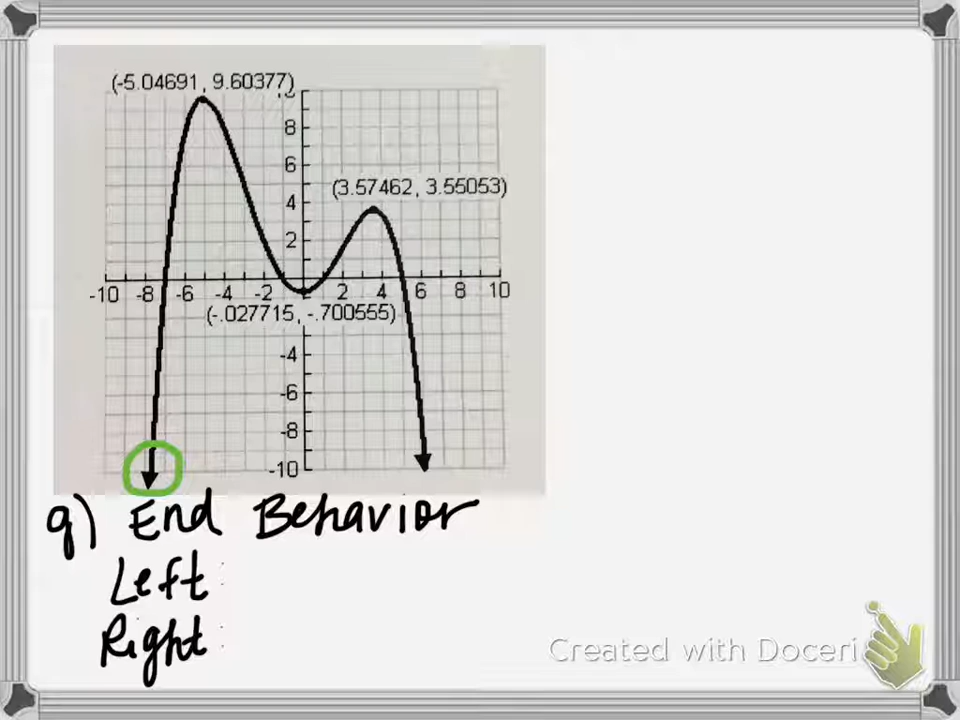 (-5.04691, 9.60377)
8
6
(3.57462, 3.55053)
4
2
-10 -8 -6 -4 -2 2 4 6 8 10
(-.027715, -.700555)
-4
-6
-8
-10
g) End Behavior
Left :
Right :
Created with Doceri